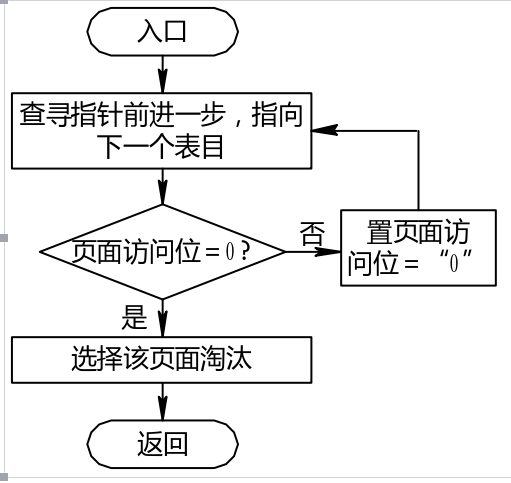 入口
查寻指针前进一步，指向
下一个表目
页面访问位＝0？
否
置页面访
问位＝“0”
是
选择该页面淘汰
返回